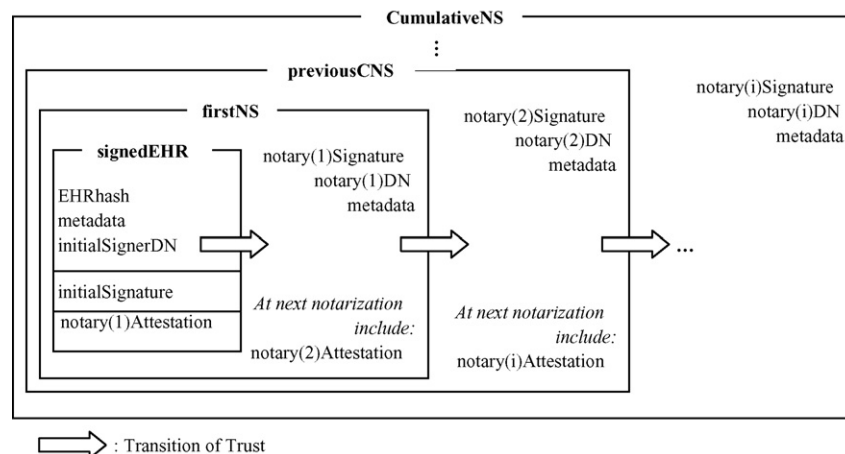 CumulativeNS
⋮
previousCNS
firstNS
signedEHR
EHRhash
metadata
initialSignerDN
initialSignature
notary(1)Attestation
notary(1)Signature
notary(1)DN
metadata
At next notarization
include:
notary(2)Attestation
notary(2)Signature
notary(2)DN
metadata
At next notarization
include:
notary(i)Attestation
notary(i)Signature
notary(i)DN
metadata
...
: Transition of Trust